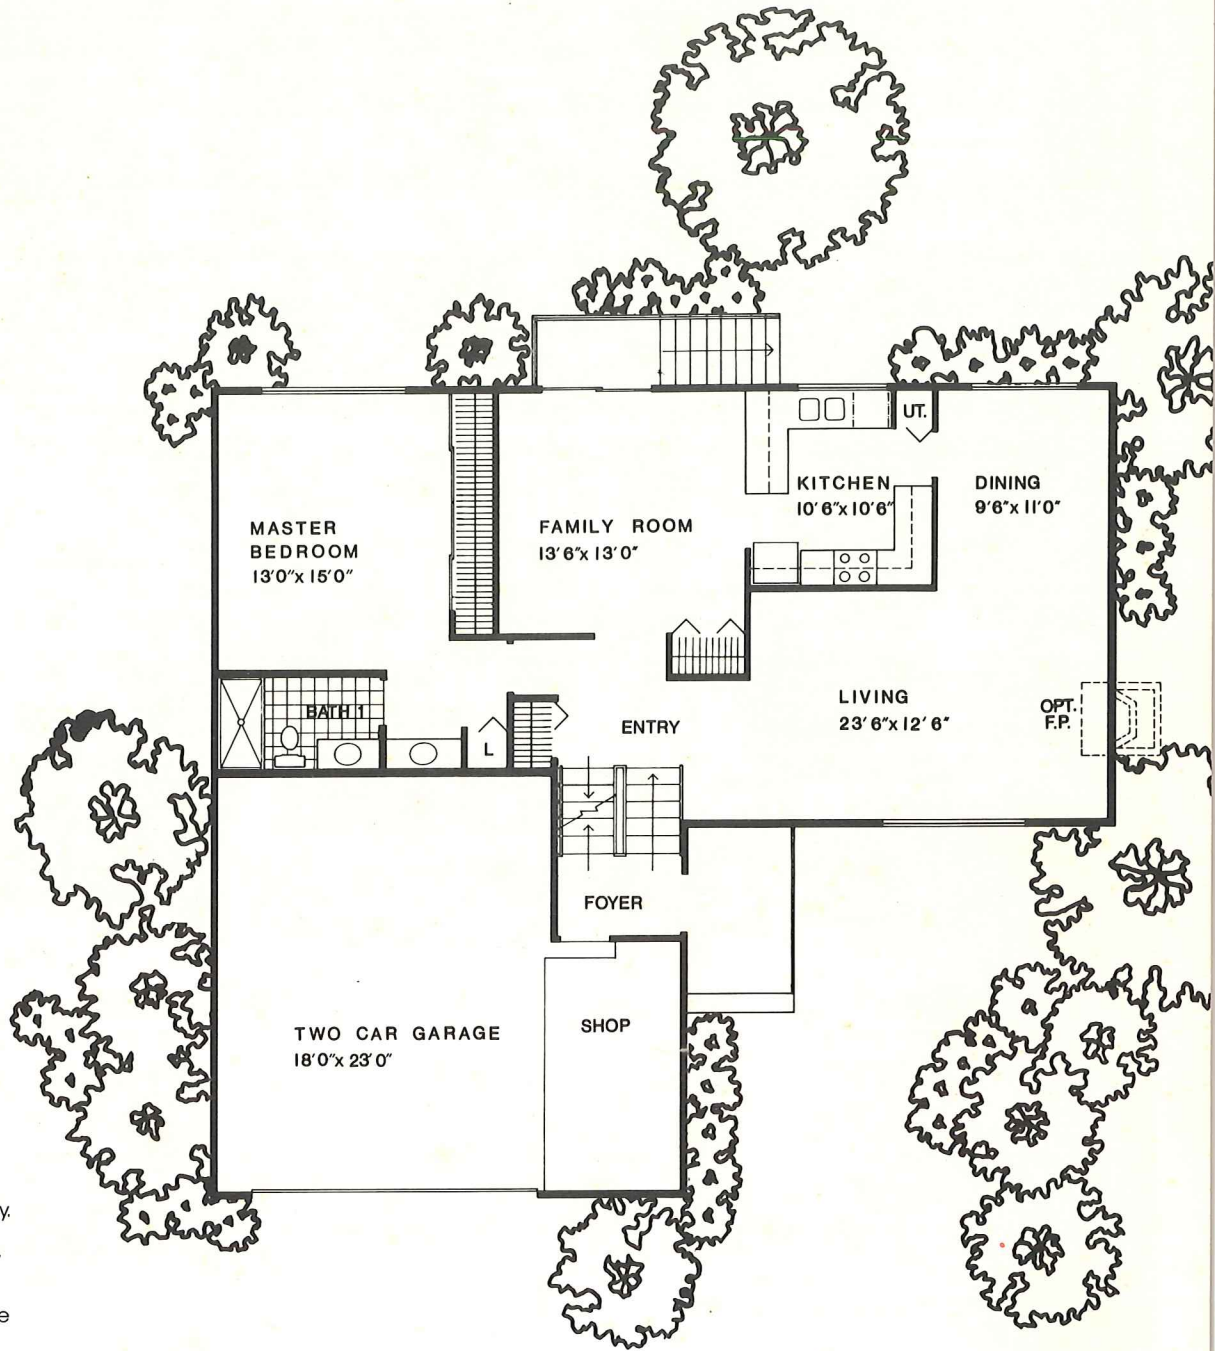 UT.
KITCHEN
10'6"x10'6"
DINING
9'6"x11'0"
MASTER
BEDROOM
13'0"x15'0"
FAMILY ROOM
13'6"x13'0"
BATH 1
L
ENTRY
LIVING
23'6"x12'6"
OPT.
F.P.
FOYER
TWO CAR GARAGE
18'0"x23'0"
SHOP
y.
e